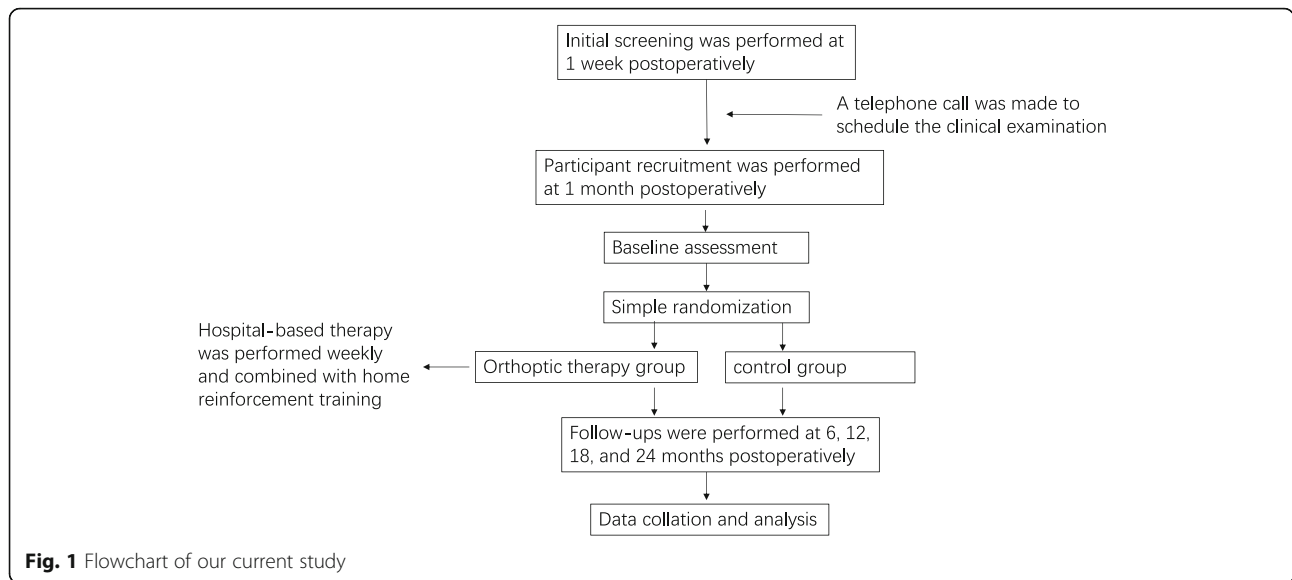 Initial screening was performed at
1 week postoperatively
A telephone call was made to
schedule the clinical examination
Participant recruitment was performed
at 1 month postoperatively
Baseline assessment
Simple randomization
Hospital-based therapy
was performed weekly
and combined with home
reinforcement training
Orthoptic therapy group
control group
Follow-ups were performed at 6, 12,
18, and 24 months postoperatively
Data collation and analysis
Fig. 1 Flowchart of our current study